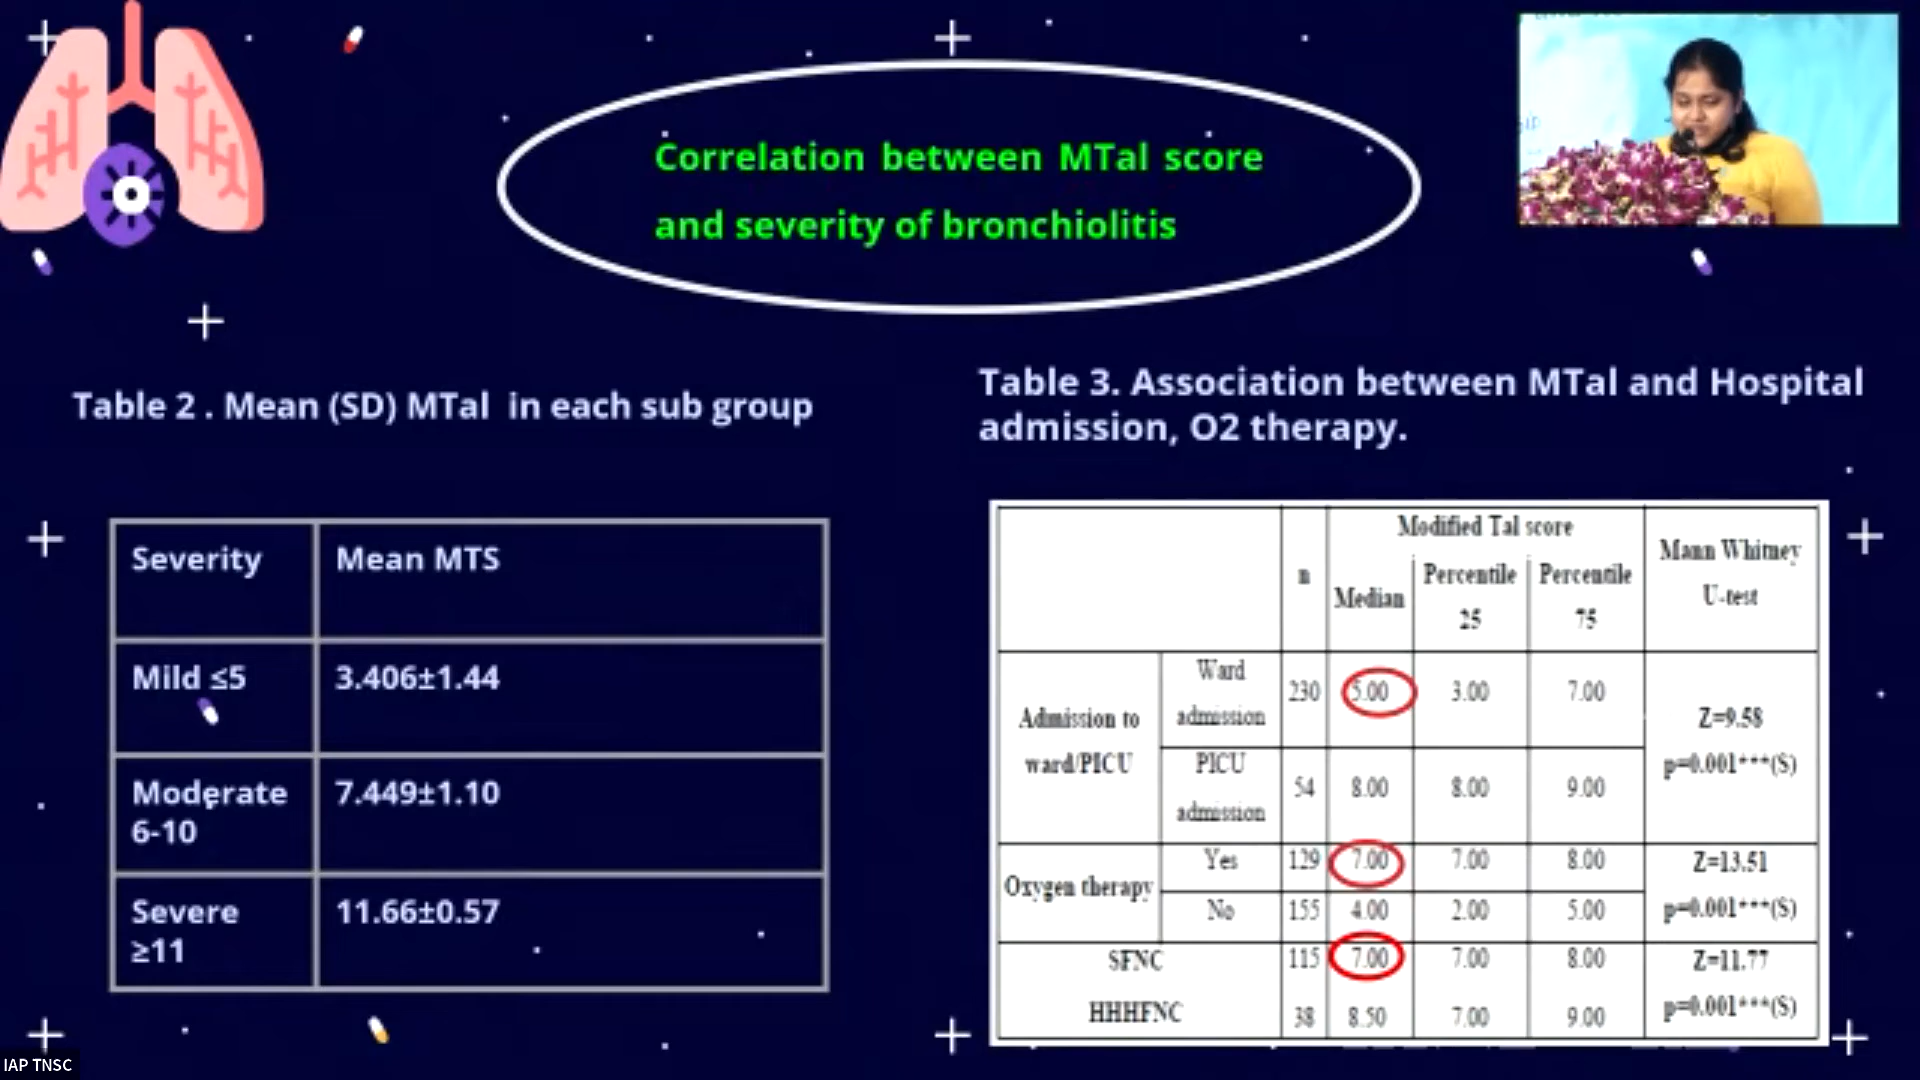 Correlation between MTal score
and severity of bronchiolitis
Table 2 . Mean (SD) MTal in each sub group
Severity Mean MTS
Mild ≤5 3.406±1.44
Moderate 7.449±1.10
6-10
Severe 11.66±0.57
≥11
Table 3. Association between MTal and Hospital
admission, O2 therapy.
Modified Tal score
n Median Percentile 25 Percentile 75 Mann Whitney U-test
Admission to ward/PICU
Ward admission 230 5.00 3.00 7.00 Z=9.58
PICU admission 54 8.00 8.00 9.00 p=0.001***(S)
Oxygen therapy
Yes 129 7.00 7.00 8.00 Z=13.51
No 155 4.00 2.00 5.00 p=0.001***(S)
SFNC 115 7.00 7.00 8.00 Z=11.77
HHHFNC 38 8.50 7.00 9.00 p=0.001***(S)
IAP TNSC